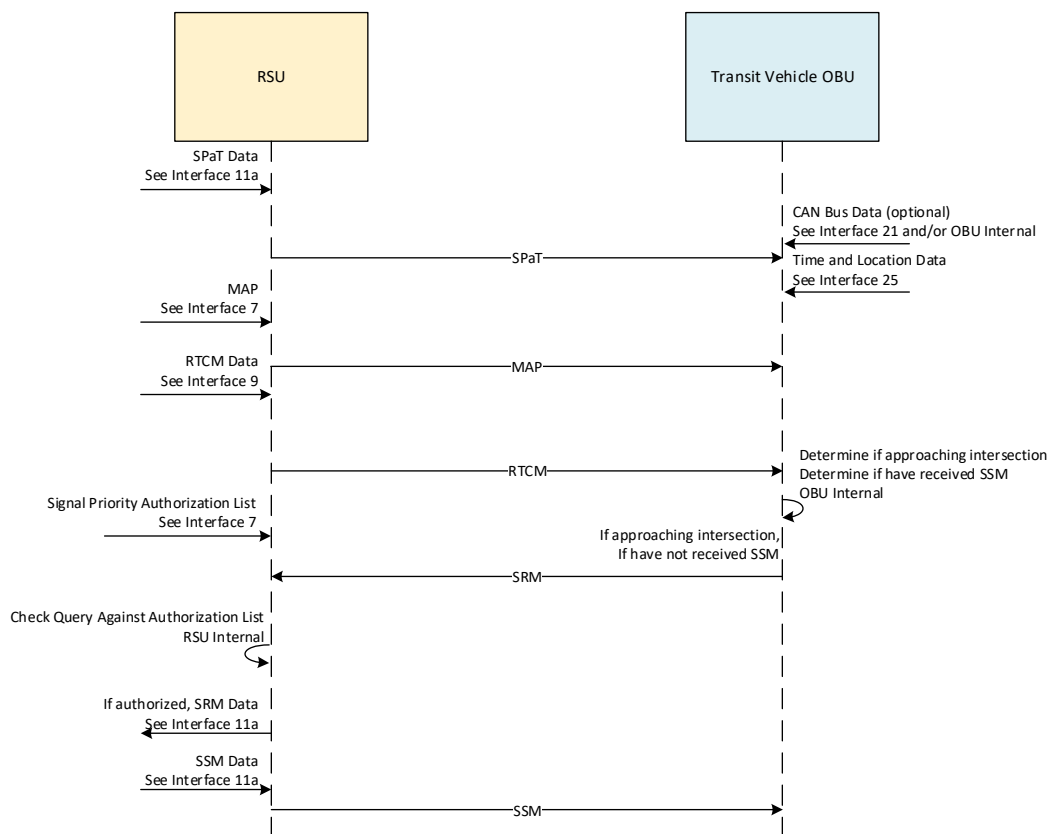 RSU
Transit Vehicle OBU
SPaT Data
See Interface 11a
CAN Bus Data (optional)
See Interface 21 and/or OBU Internal
SPaT
Time and Location Data
See Interface 25
MAP
See Interface 7
RTCM Data
See Interface 9
MAP
Determine if approaching intersection
Determine if have received SSM
OBU Internal
RTCM
Signal Priority Authorization List
See Interface 7
If approaching intersection,
If have not received SSM
SRM
Check Query Against Authorization List
RSU Internal
If authorized, SRM Data
See Interface 11a
SSM Data
See Interface 11a
SSM